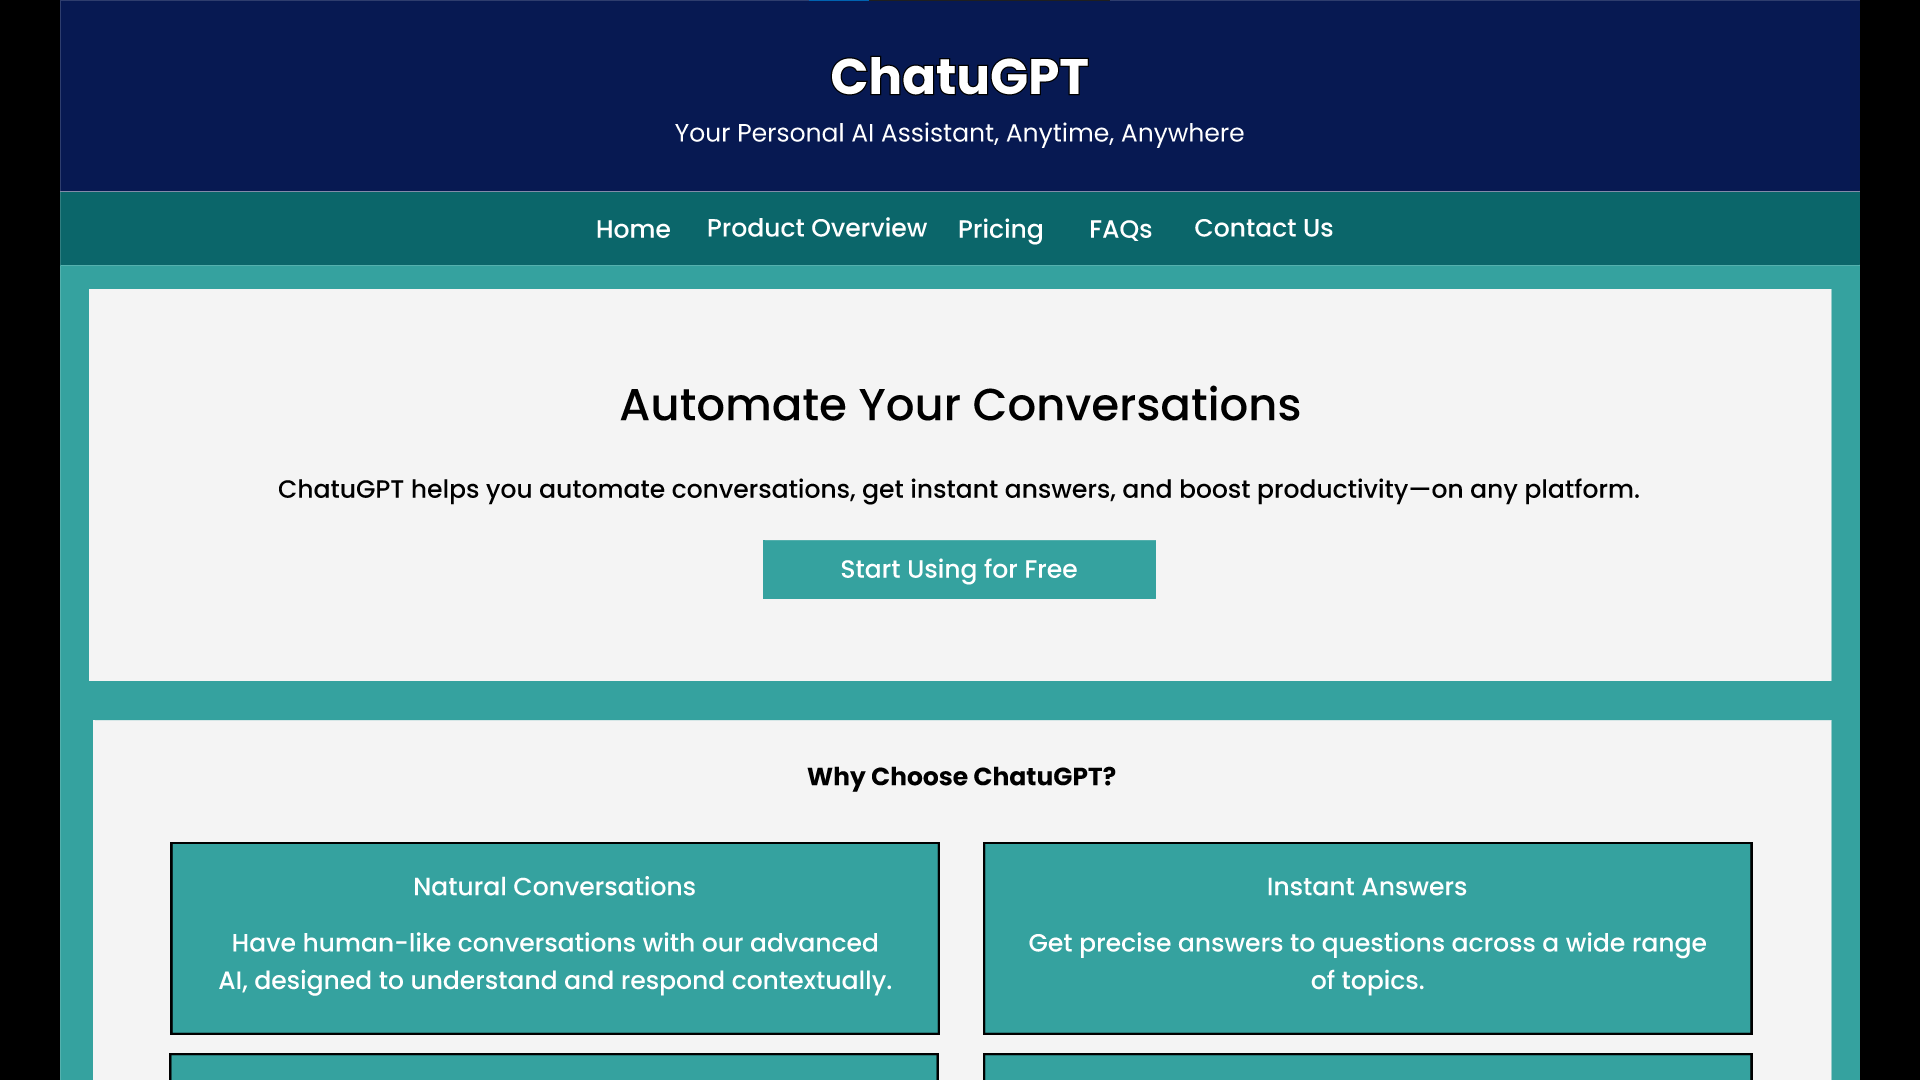 ChatuGPT
Your Personal AI Assistant, Anytime, Anywhere
Home Product Overview Pricing FAQs Contact Us
Automate Your Conversations
ChatuGPT helps you automate conversations, get instant answers, and boost productivity—on any platform.
Start Using for Free
Why Choose ChatuGPT?
Natural Conversations
Have human-like conversations with our advanced
AI, designed to understand and respond contextually.
Instant Answers
Get precise answers to questions across a wide range
of topics.